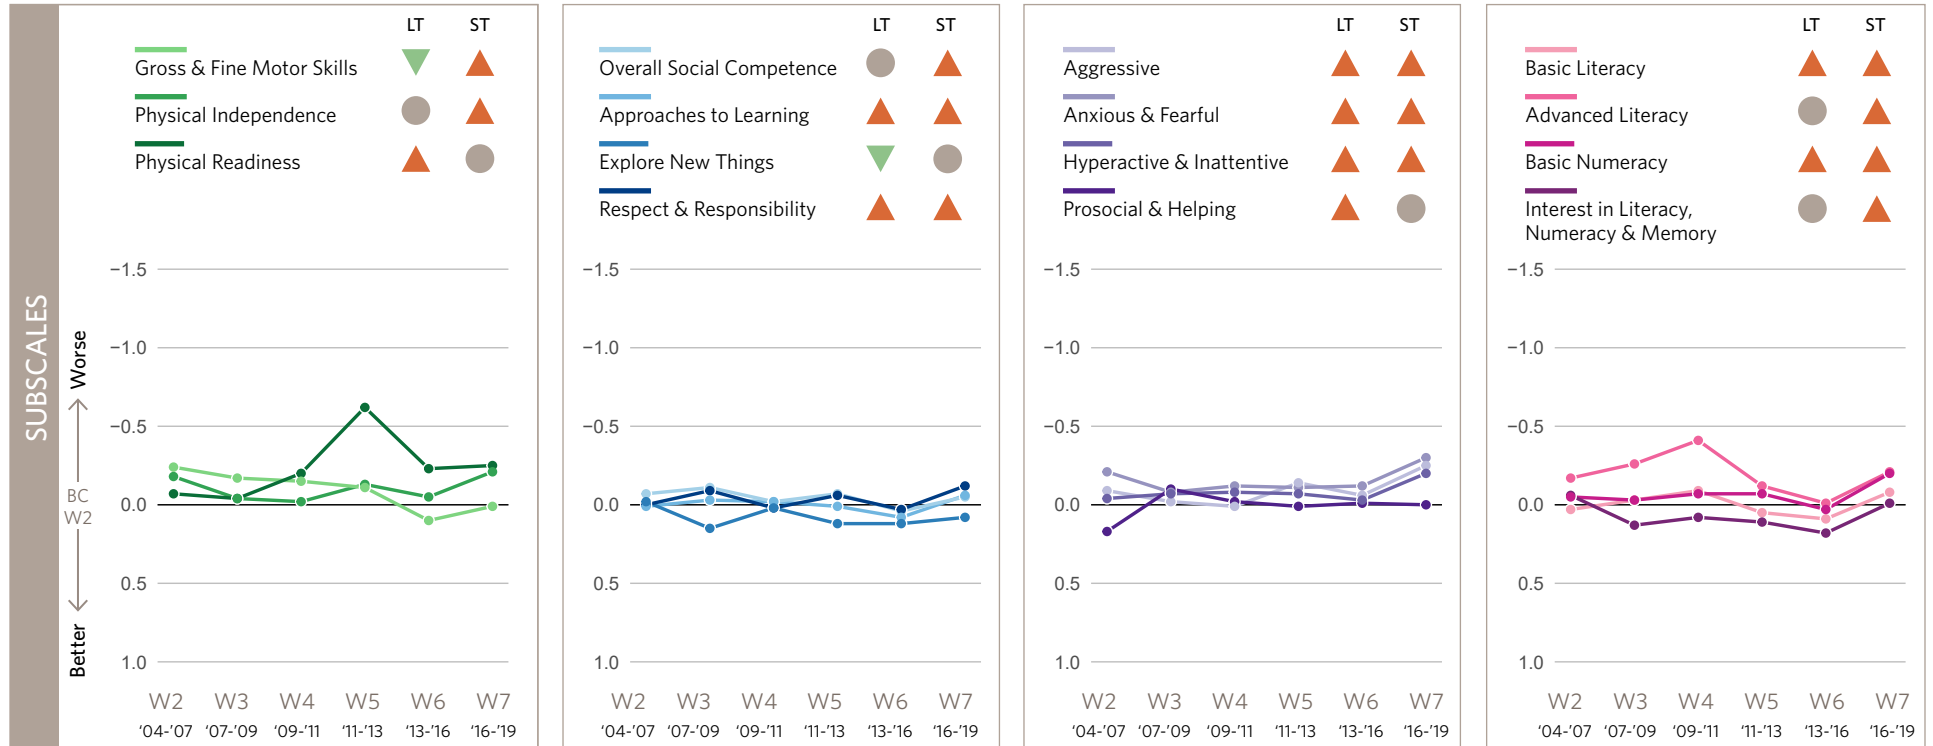 SUBSCALES
Worse
BC
W2
Better
LT ST
Gross & Fine Motor Skills
Physical Independence
Physical Readiness
−1.5
−1.0
−0.5
0.0
0.5
1.0
W2 W3 W4 W5 W6 W7
‘04-’07 ‘07-’09 ‘09-’11 ‘11-’13 ‘13-’16 ‘16-’19
LT ST
Overall Social Competence
Approaches to Learning
Explore New Things
Respect & Responsibility
−1.5
−1.0
−0.5
0.0
0.5
1.0
W2 W3 W4 W5 W6 W7
‘04-’07 ‘07-’09 ‘09-’11 ‘11-’13 ‘13-’16 ‘16-’19
LT ST
Aggressive
Anxious & Fearful
Hyperactive & Inattentive
Prosocial & Helping
−1.5
−1.0
−0.5
0.0
0.5
1.0
W2 W3 W4 W5 W6 W7
‘04-’07 ‘07-’09 ‘09-’11 ‘11-’13 ‘13-’16 ‘16-’19
LT ST
Basic Literacy
Advanced Literacy
Basic Numeracy
Interest in Literacy,
Numeracy & Memory
−1.5
−1.0
−0.5
0.0
0.5
1.0
W2 W3 W4 W5 W6 W7
‘04-’07 ‘07-’09 ‘09-’11 ‘11-’13 ‘13-’16 ‘16-’19